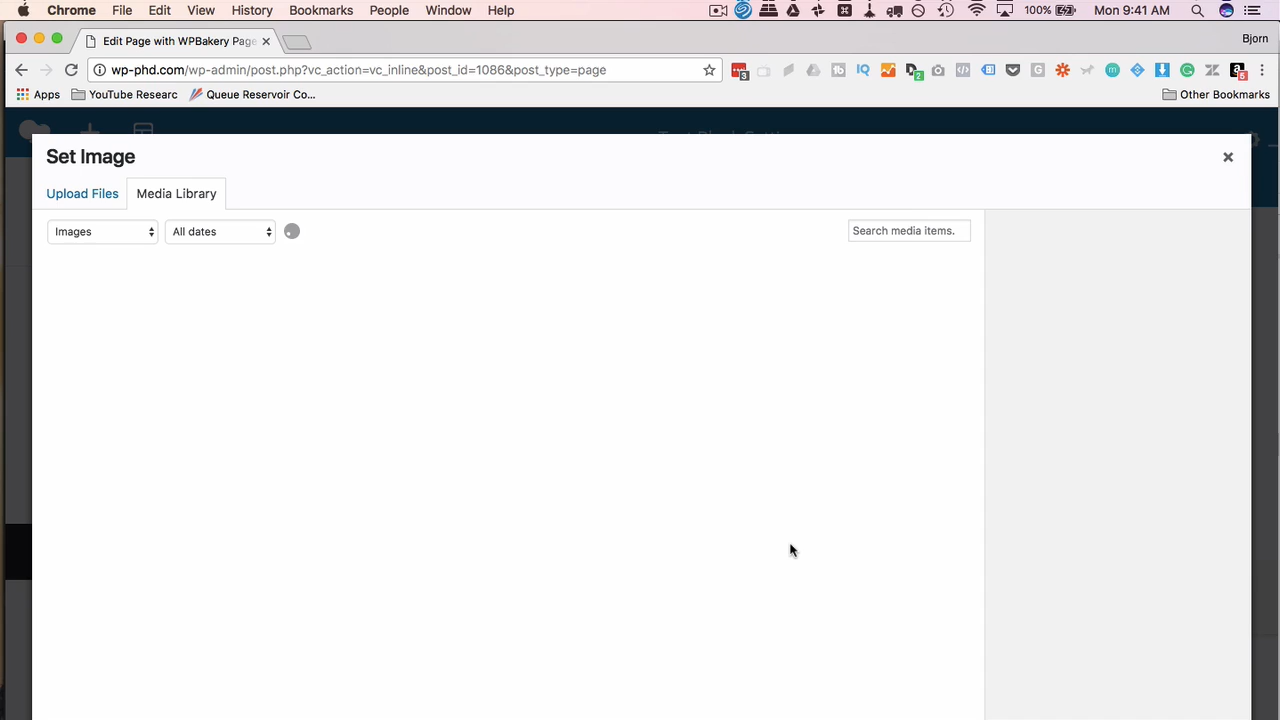 Chrome File Edit View History Bookmarks People Window Help 100% Mon 9:41 AM
Edit Page with WPBakery Page Bjorn
wp-phd.com/wp-admin/post.php?vc_action=vc_inline&post_id=1086&post_type=page
Apps YouTube Researc Queue Reservoir Co... Other Bookmarks
Set Image
Upload Files Media Library
Images All dates Search media items.